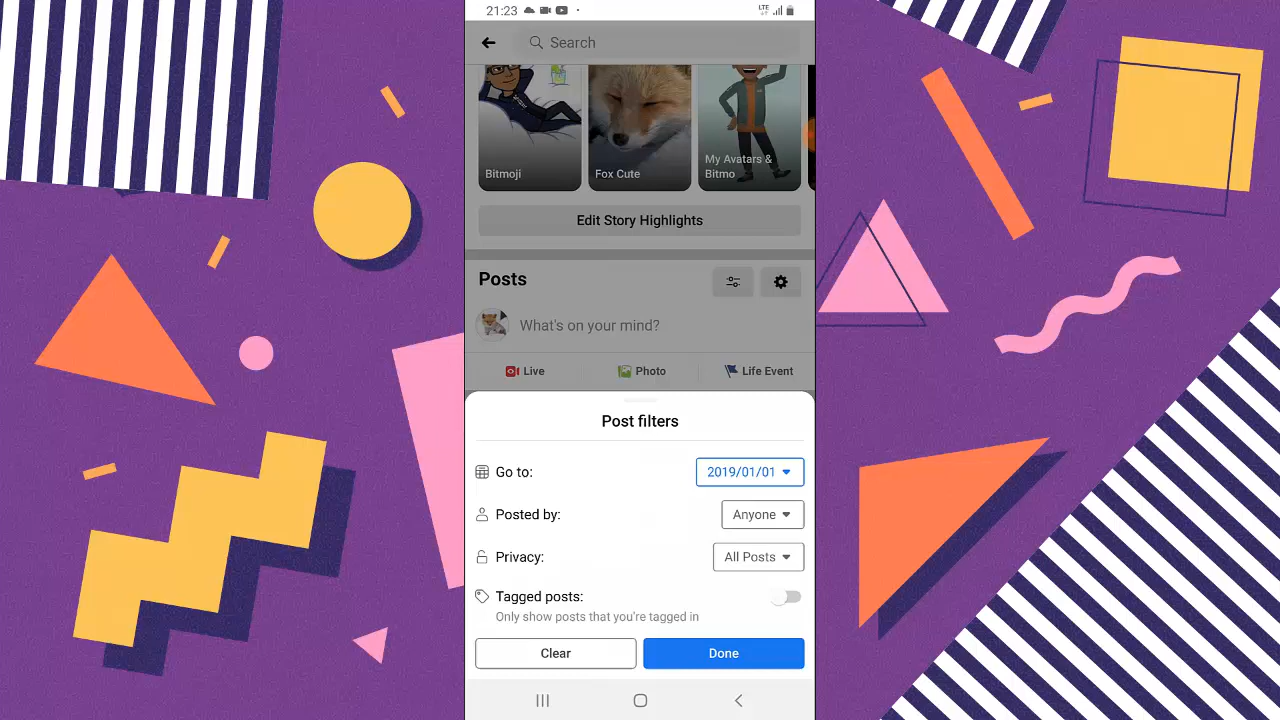 21:23
LTE
Search
Bitmoji
Fox Cute
My Avatars &
Bitmo
Edit Story Highlights
Posts
What's on your mind?
Live
Photo
Life Event
Post filters
Go to:
2019/01/01
Posted by:
Anyone
Privacy:
All Posts
Tagged posts:
Only show posts that you're tagged in
Clear
Done